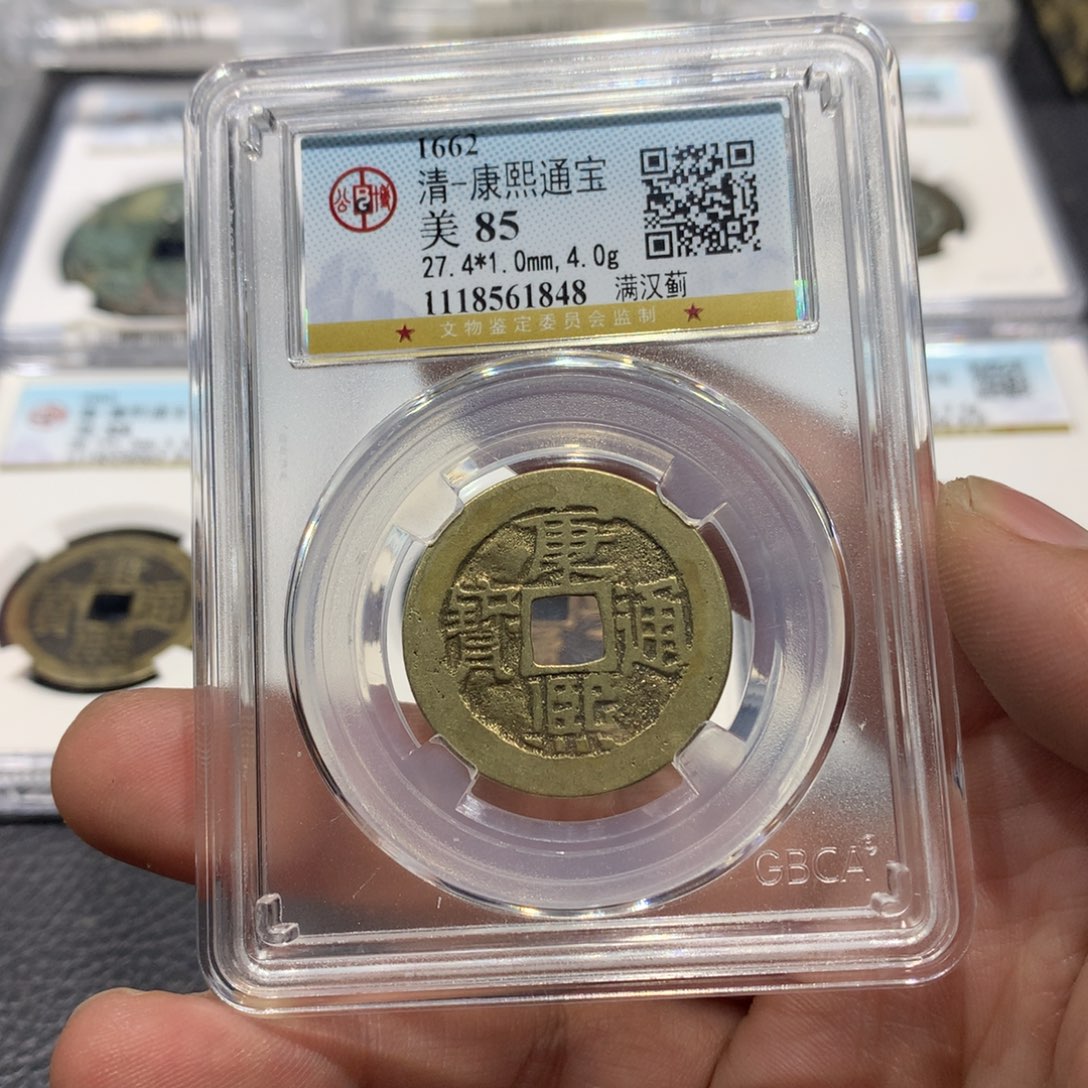 1662
清-康熙通宝
美 85
27.4*1.0mm, 4.0g
1118561848 满汉蓟
文物鉴定委员会监制
康熙通寶
GBCA